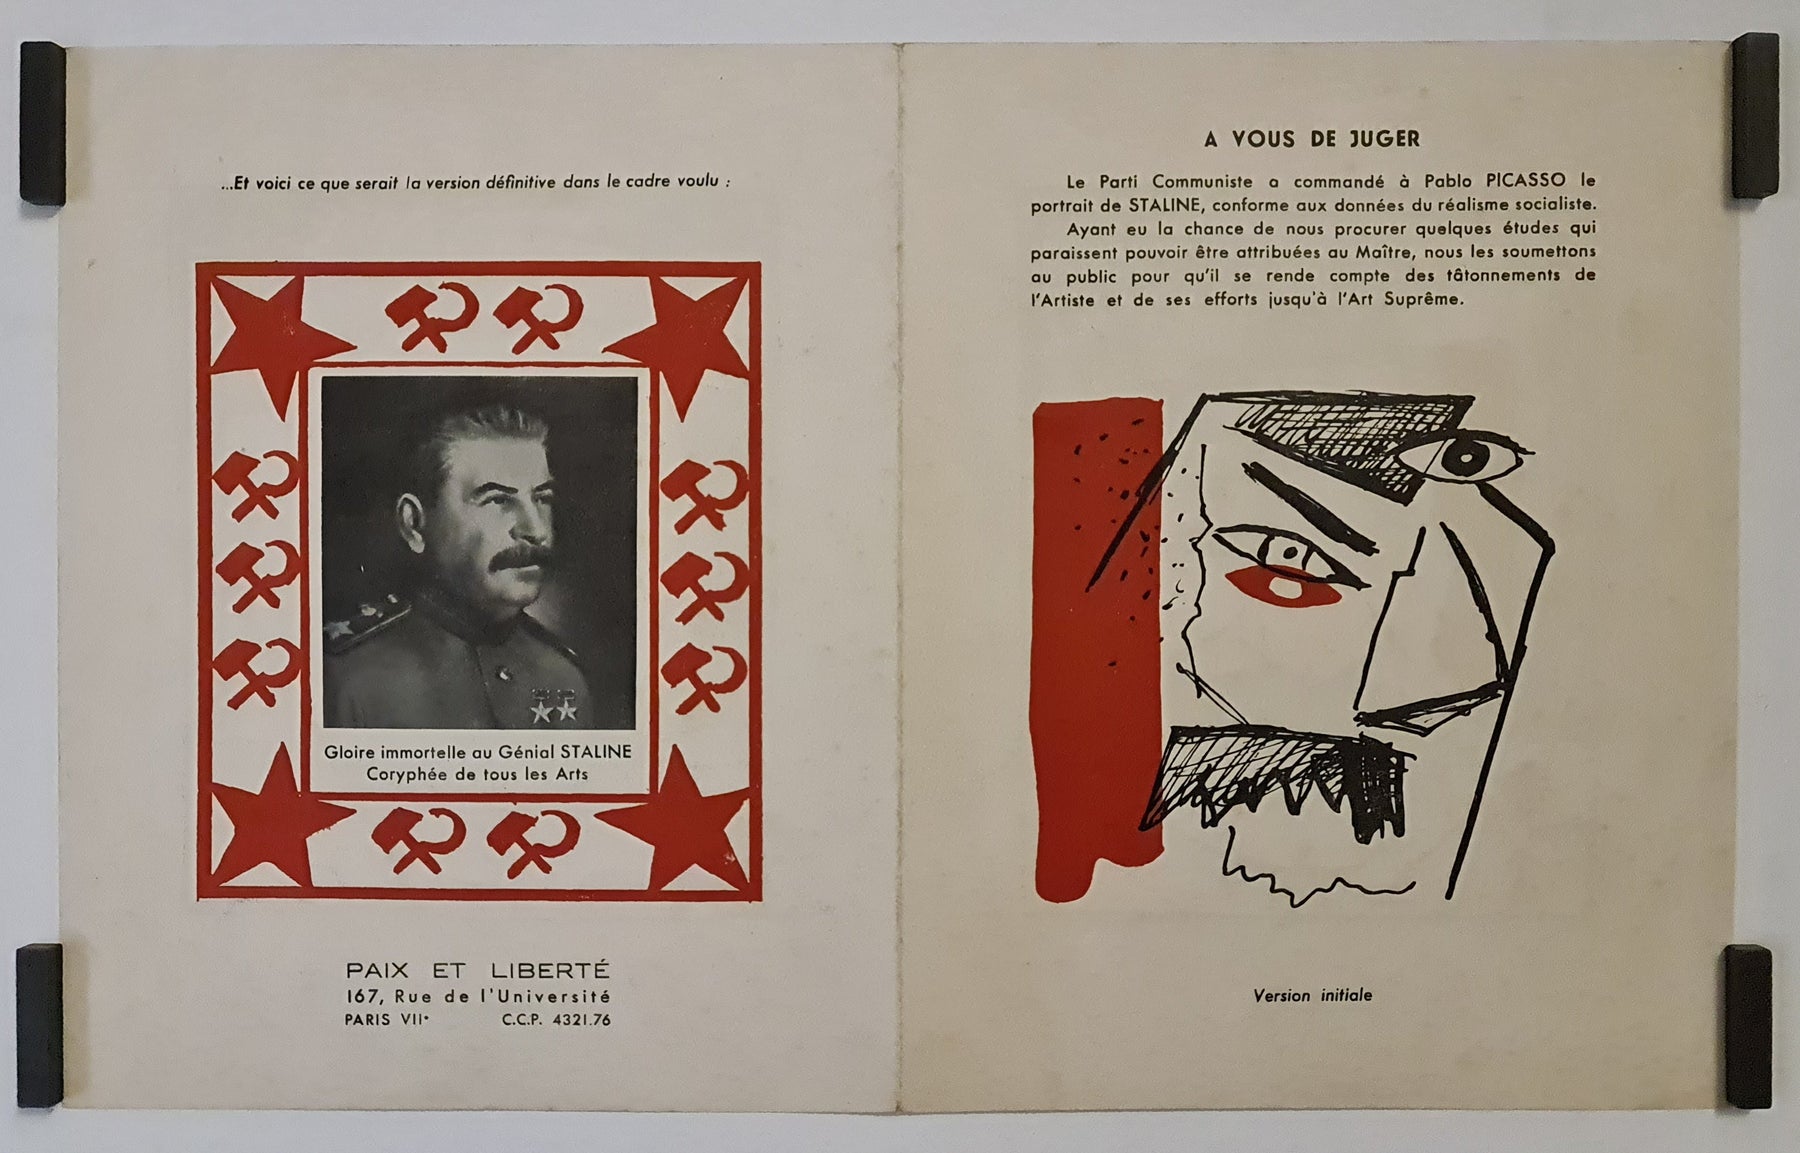 ...Et voici ce que serait la version définitive dans le cadre voulu :
Gloire immortelle au Génial STALINE
Coryphée de tous les Arts
PAIX ET LIBERTÉ
167, Rue de l'Université
PARIS VII• C.C.P. 4321.76
A VOUS DE JUGER
Le Parti Communiste a commandé à Pablo PICASSO le
portrait de STALINE, conforme aux données du réalisme socialiste.
Ayant eu la chance de nous procurer quelques études qui
paraissent pouvoir être attribuées au Maître, nous les soumettons
au public pour qu'il se rende compte des tâtonnements de
l'Artiste et de ses efforts jusqu'à l'Art Suprême.
Version initiale